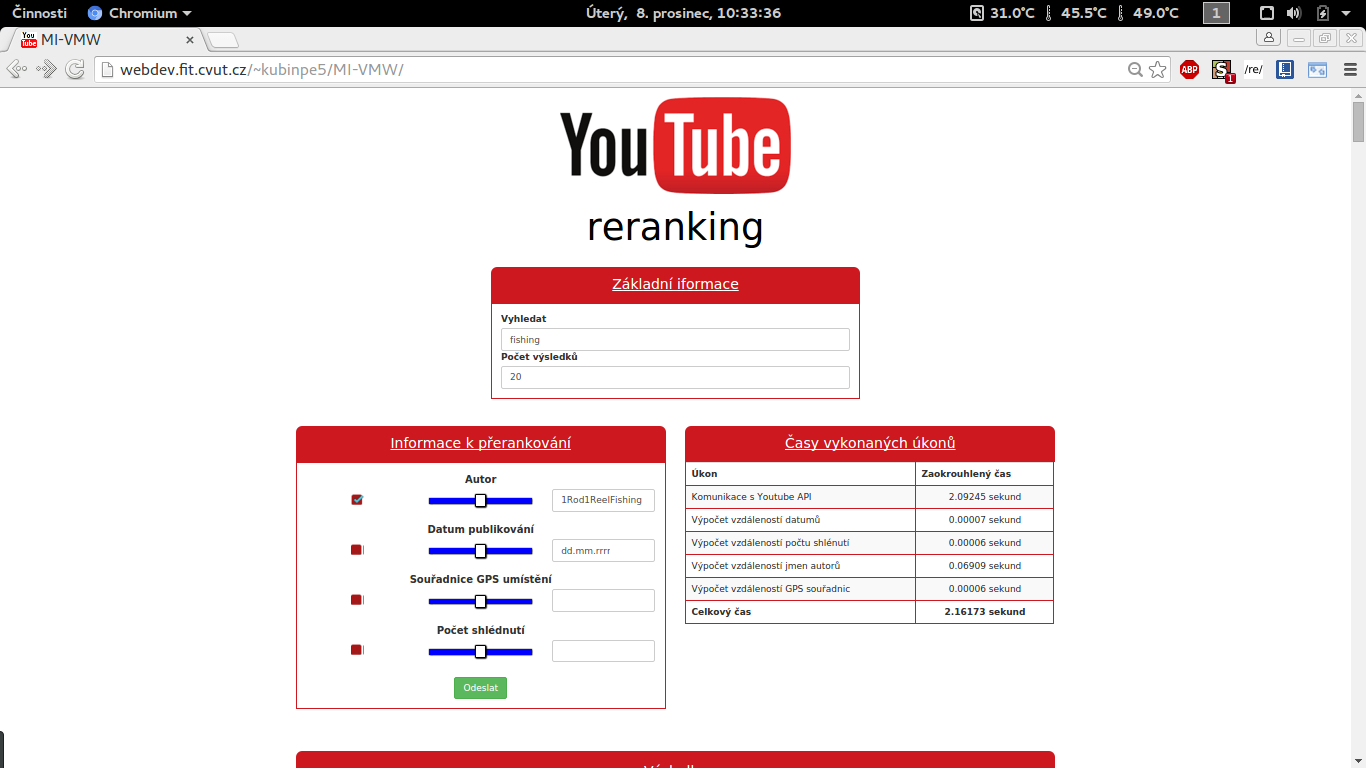 Činnosti Chromium Úterý, 8. prosinec, 10:33:36 31.0°C 45.5°C 49.0°C 1
You Tube MI-VMW
webdev.fit.cvut.cz/~kubinpe5/MI-VMW/ ABP S 1 /re/
YouTube
reranking
Základní iformace
Vyhledat
fishing
Počet výsledků
20
Informace k přerankování
Autor
1Rod1ReelFishing
Datum publikování
dd.mm.rrrr
Souřadnice GPS umístění
Počet shlédnutí
Odeslat
Časy vykonaných úkonů
Úkon Zaokrouhlený čas
Komunikace s Youtube API 2.09245 sekund
Výpočet vzdáleností datumů 0.00007 sekund
Výpočet vzdáleností počtu shlénutí 0.00006 sekund
Výpočet vzdáleností jmen autorů 0.06909 sekund
Výpočet vzdáleností GPS souřadnic 0.00006 sekund
Celkový čas 2.16173 sekund